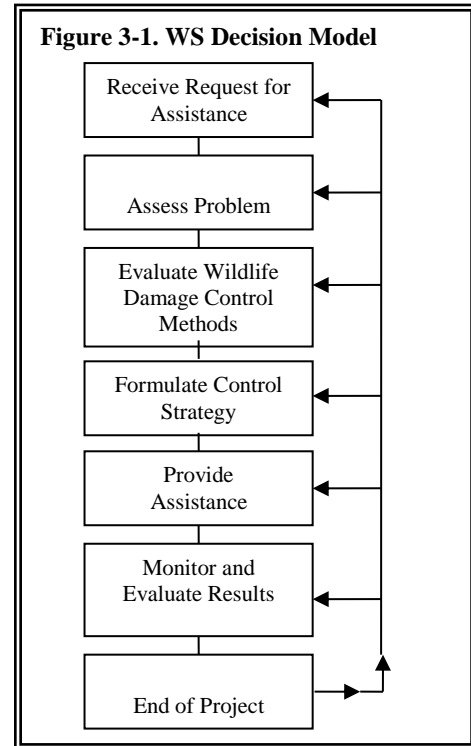 Figure 3-1. WS Decision Model
Receive Request for
Assistance
Assess Problem
Evaluate Wildlife
Damage Control
Methods
Formulate Control
Strategy
Provide
Assistance
Monitor and
Evaluate Results
End of Project